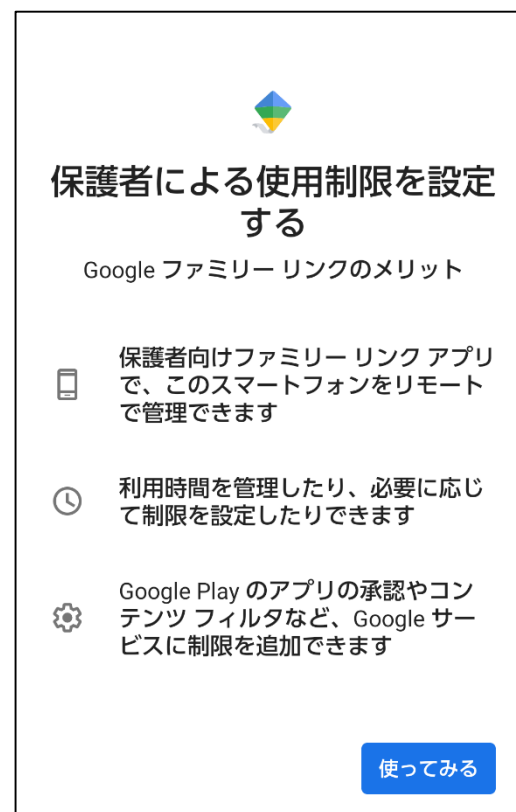 保護者による使用制限を設定
する
Google ファミリー リンクのメリット
保護者向けファミリー リンク アプリ
で、このスマートフォンをリモート
で管理できます
利用時間を管理したり、必要に応じ
て制限を設定したりできます
Google Play のアプリの承認やコン
テンツ フィルタなど、Google サー
ビスに制限を追加できます
使ってみる